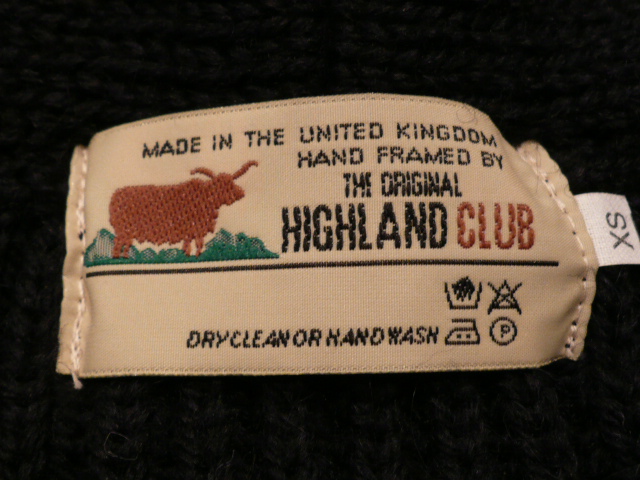 MADE IN THE UNITED KINGDOM
HAND FRAMED BY
THE ORIGINAL
HIGHLAND CLUB
DRYCLEAN OR HANDWASH
P
XS